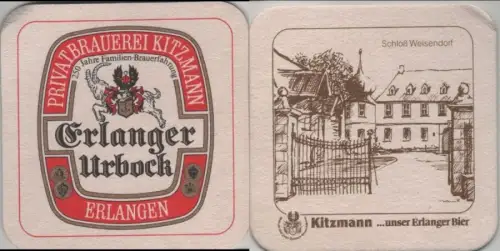 PRIVATBRAUEREI KITZMANN
250 Jahre Familien-Brauerfahrung
Erlanger
Urbock
ERLANGEN
Schloß Weisendorf
Kitzmann ...unser Erlanger Bier